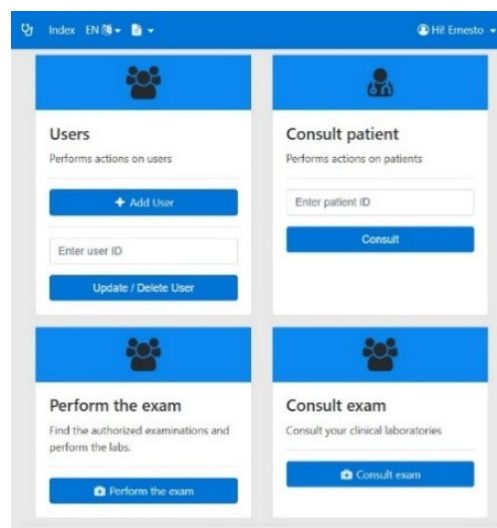 Index EN Hi! Ernesto
Users
Performs actions on users
+ Add User
Enter user ID
Update / Delete User
Consult patient
Performs actions on patients
Enter patient ID
Consult
Perform the exam
Find the authorized examinations and
perform the labs.
Perform the exam
Consult exam
Consult your clinical laboratories
Consult exam